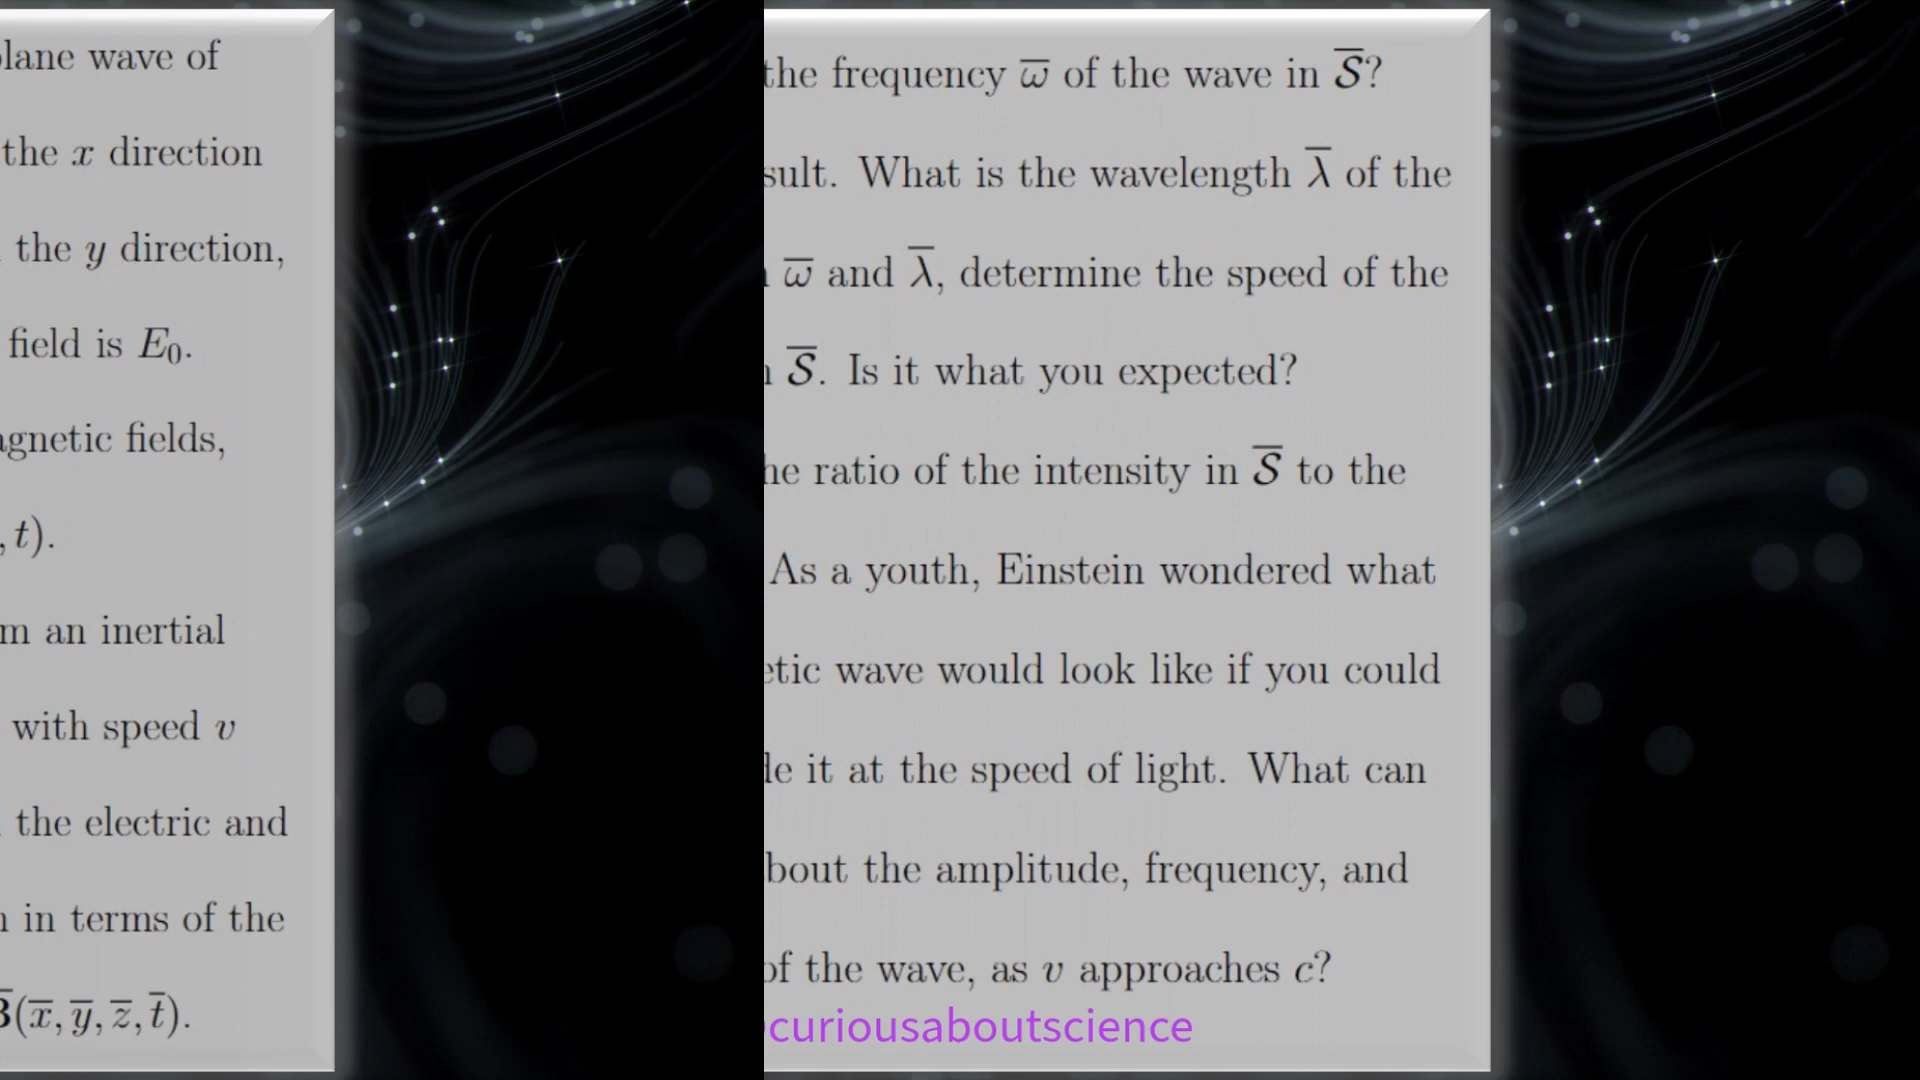 lane wave of
the x direction
the y direction,
field is E₀.
gnetic fields,
, t).
m an inertial
with speed v
the electric and
in terms of the
(x̅, y̅, z̅, t̅).
the frequency ω̅ of the wave in S̅?
sult. What is the wavelength λ̅ of the
ω̅ and λ̅, determine the speed of the
S̅. Is it what you expected?
he ratio of the intensity in S̅ to the
As a youth, Einstein wondered what
etic wave would look like if you could
le it at the speed of light. What can
bout the amplitude, frequency, and
of the wave, as v approaches c?
curiousaboutscience